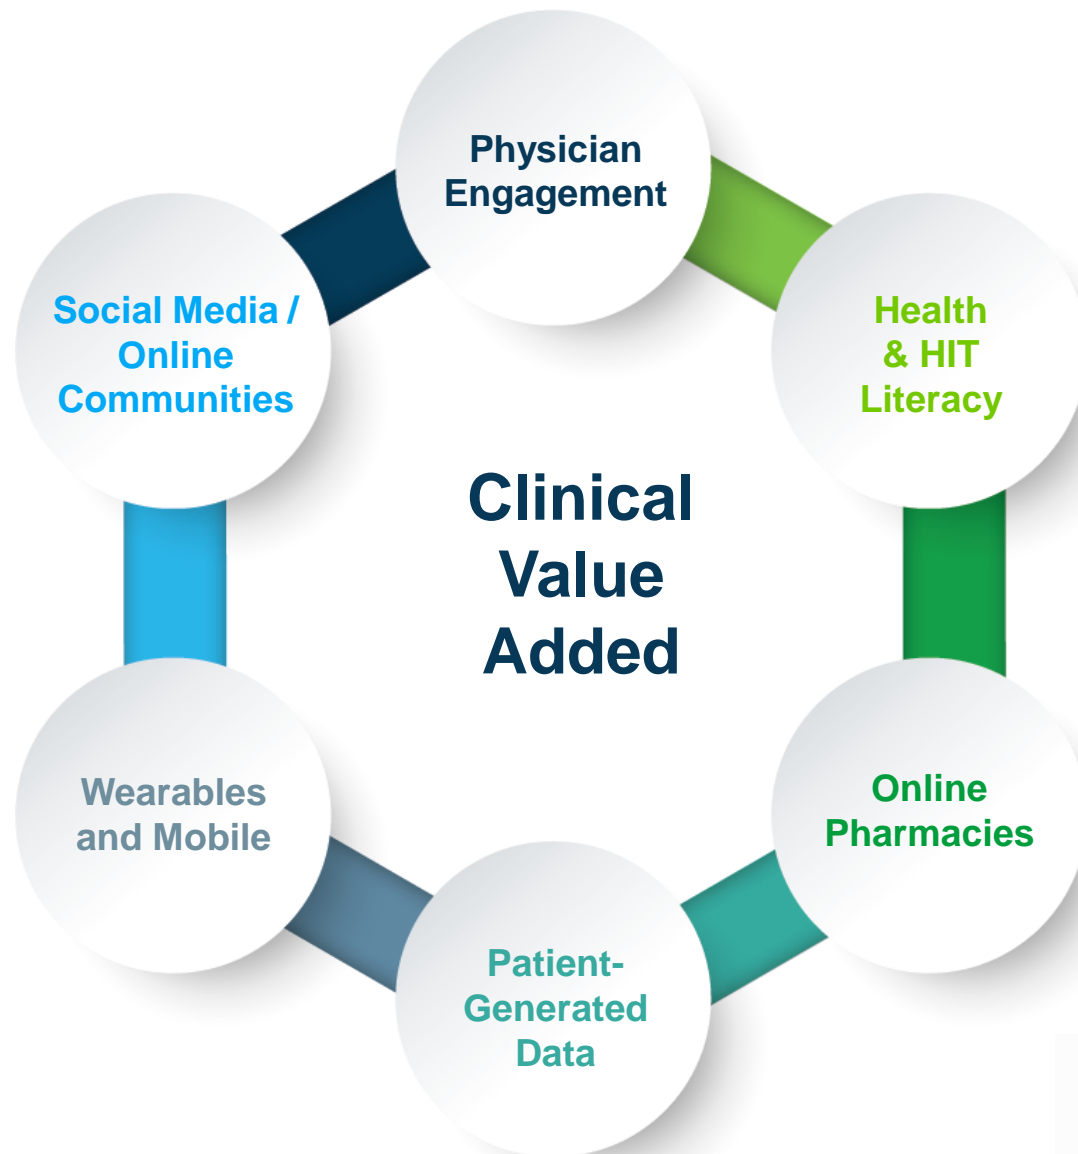 Physician
Engagement
Social Media /
Online
Communities
Health
& HIT
Literacy
Clinical
Value
Added
Wearables
and Mobile
Online
Pharmacies
Patient-
Generated
Data